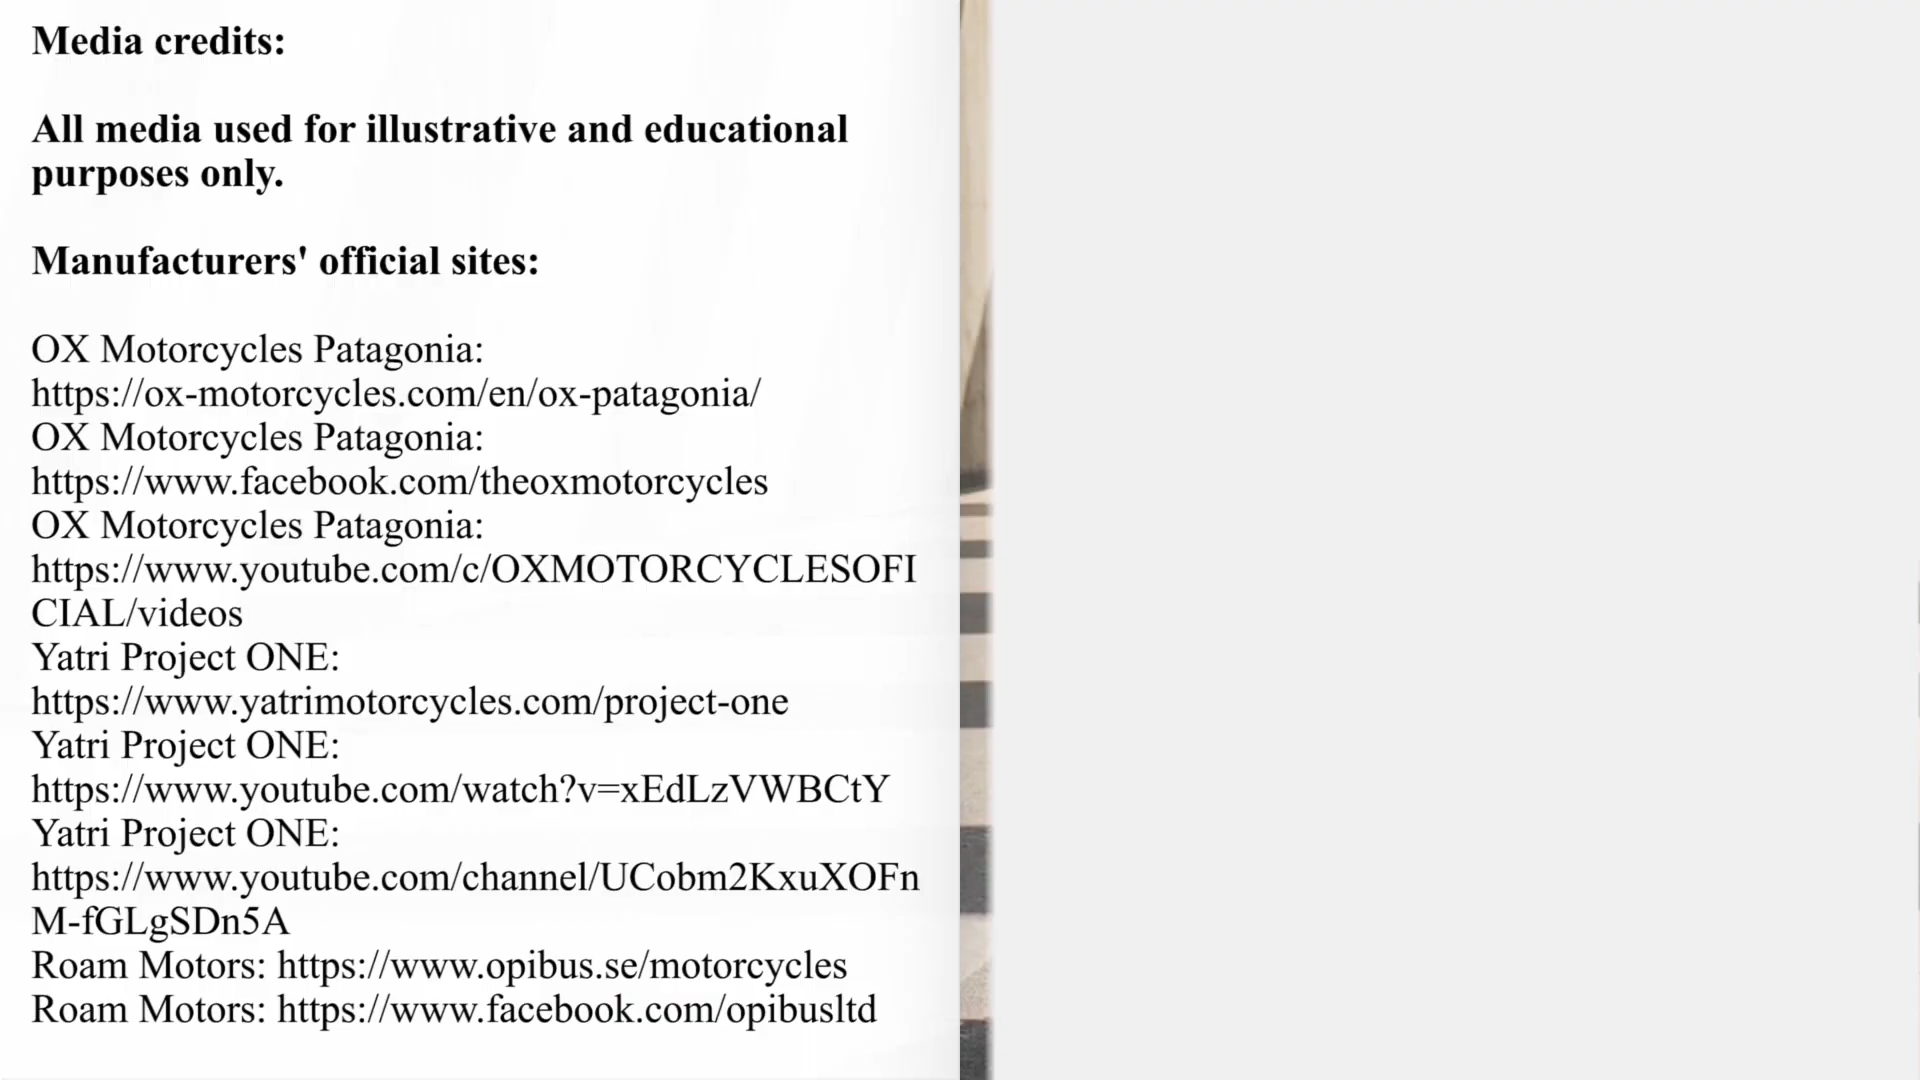 Media credits:
All media used for illustrative and educational
purposes only.
Manufacturers' official sites:
OX Motorcycles Patagonia:
https://ox-motorcycles.com/en/ox-patagonia/
OX Motorcycles Patagonia:
https://www.facebook.com/theoxmotorcycles
OX Motorcycles Patagonia:
https://www.youtube.com/c/OXMOTORCYCLESOFI
CIAL/videos
Yatri Project ONE:
https://www.yatrimotorcycles.com/project-one
Yatri Project ONE:
https://www.youtube.com/watch?v=xEdLzVWBCtY
Yatri Project ONE:
https://www.youtube.com/channel/UCobm2KxuXOFn
M-fGLgSDn5A
Roam Motors: https://www.opibus.se/motorcycles
Roam Motors: https://www.facebook.com/opibusltd